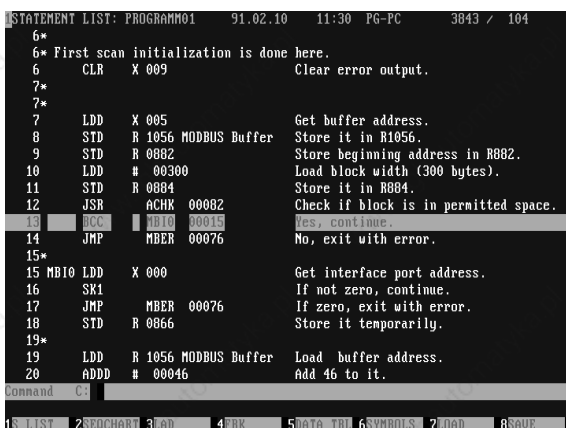 STATEMENT LIST: PROGRAMM01 91.02.10 11:30 PG-PC 3843 / 104
6*
6* First scan initialization is done here.
6 CLR X 009 Clear error output.
7*
7*
7 LDD X 005 Get buffer address.
8 STD R 1056 MODBUS Buffer Store it in R1056.
9 STD R 0882 Store beginning address in R882.
10 LDD # 00300 Load block width (300 bytes).
11 STD R 0884 Store it in R884.
12 JSR ACHK 00082 Check if block is in permitted space.
13 BCC MBI0 00015 Yes, continue.
14 JMP MBER 00076 No, exit with error.
15*
15 MBI0 LDD X 000 Get interface port address.
16 SK1 If not zero, continue.
17 JMP MBER 00076 If zero, exit with error.
18 STD R 0866 Store it temporarily.
19*
19 LDD R 1056 MODBUS Buffer Load buffer address.
20 ADDD # 00046 Add 46 to it.
Command C:
1S LIST 2SEQCHART 3LAD 4FBK 5DATA TBL 6SYMBOLS 7LOAD 8SAVE